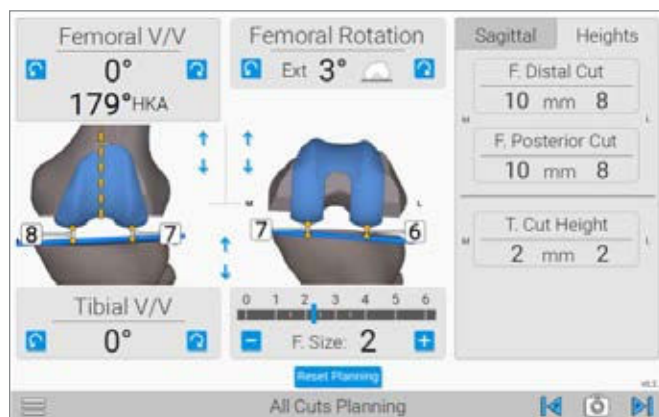 Femoral V/V
0°
179°HKA
Femoral Rotation
Ext 3°
Sagittal Heights
F. Distal Cut
10 mm 8
M L
F. Posterior Cut
10 mm 8
M L
8 7
7 6
T. Cut Height
M L
2 mm 2
Tibial V/V
0°
0 1 2 3 4 5 6
F. Size: 2
Reset Planning
All Cuts Planning